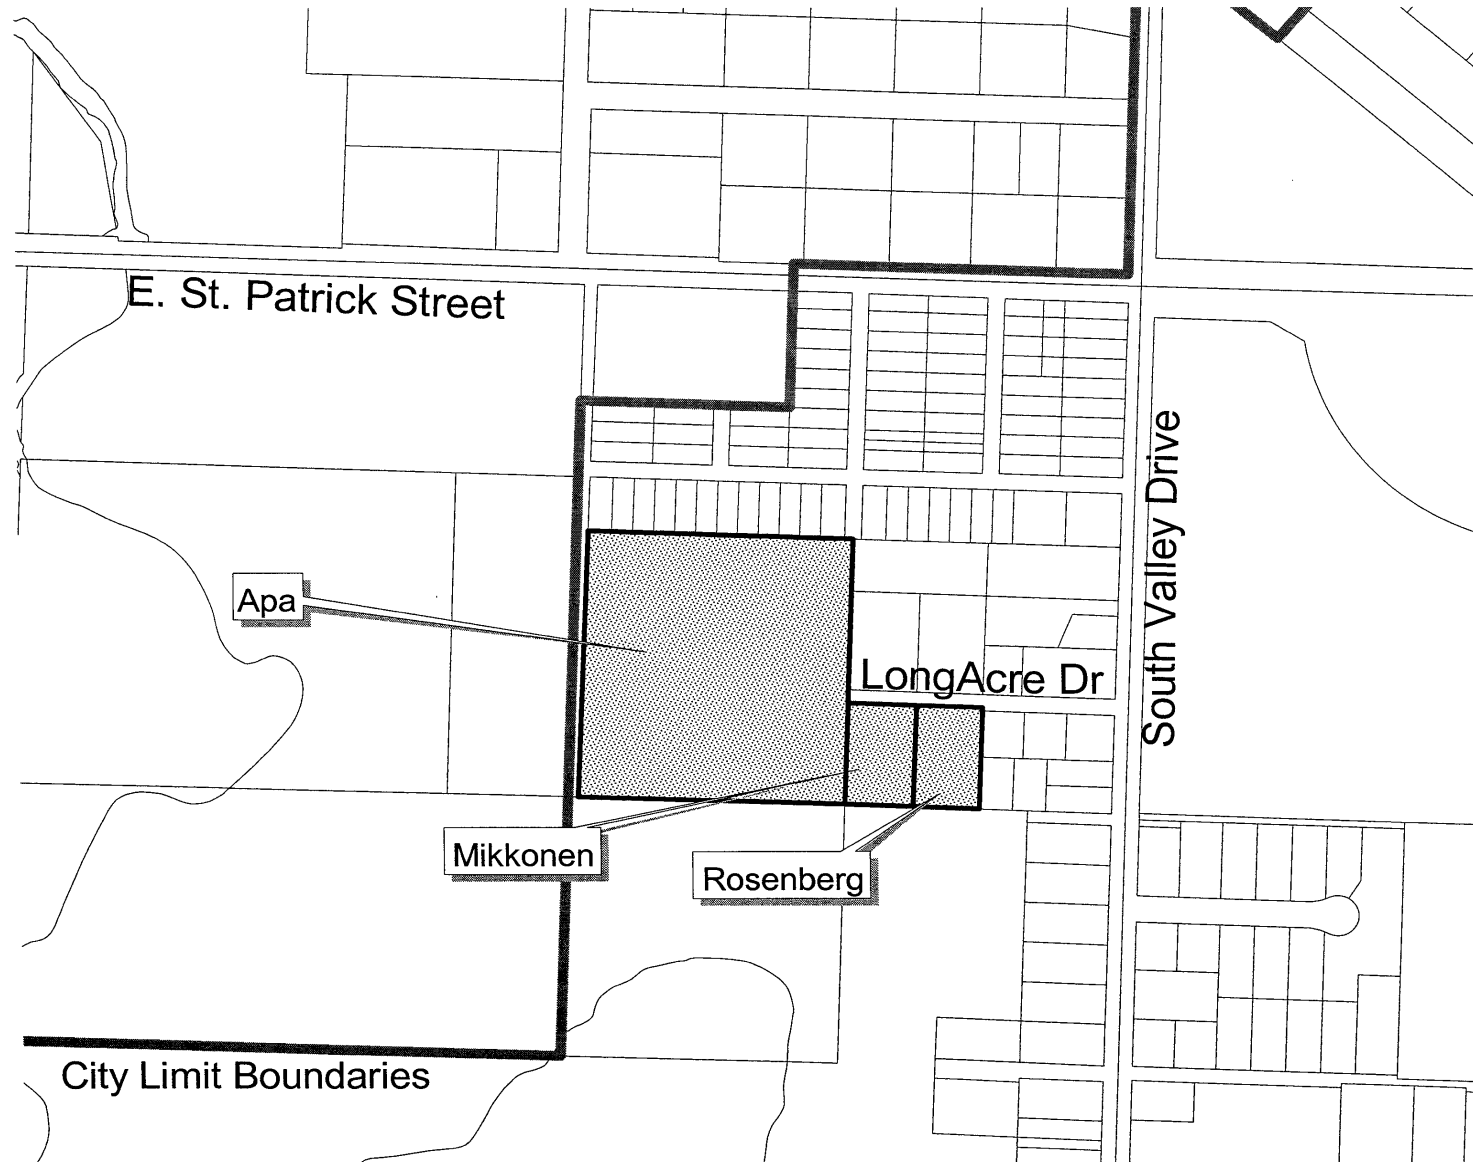 E. St. Patrick Street
South Valley Drive
Apa
LongAcre Dr
Mikkonen
Rosenberg
City Limit Boundaries